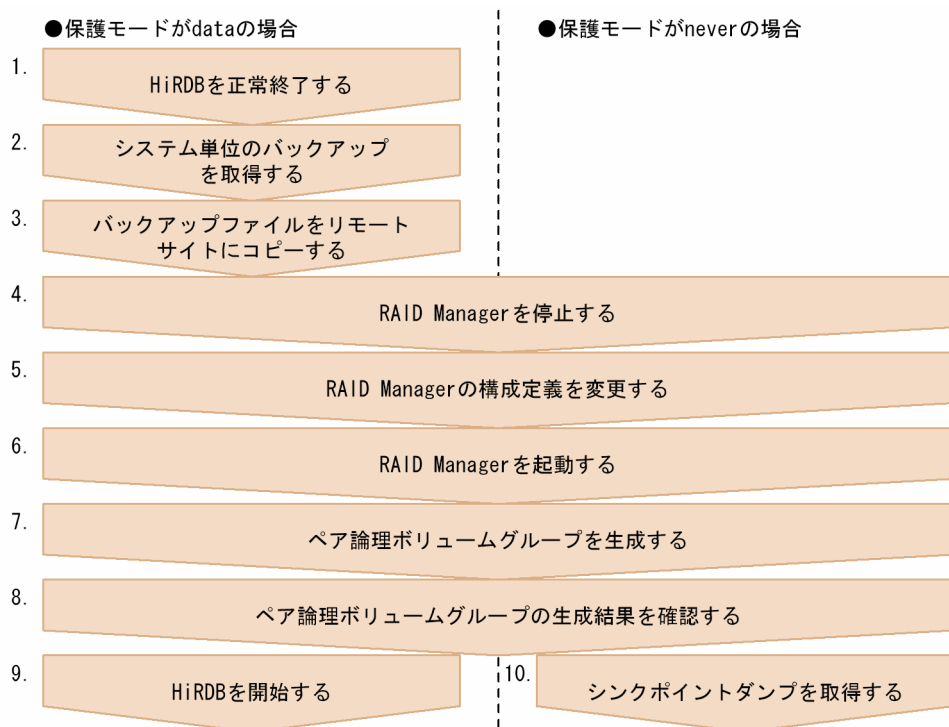 ●保護モードがdataの場合
●保護モードがneverの場合
1.
HiRDBを正常終了する
2.
システム単位のバックアップ
を取得する
3.
バックアップファイルをリモート
サイトにコピーする
4.
RAID Managerを停止する
5.
RAID Managerの構成定義を変更する
6.
RAID Managerを起動する
7.
ペア論理ボリュームグループを生成する
8.
ペア論理ボリュームグループの生成結果を確認する
9.
HiRDBを開始する
10.
シンクポイントダンプを取得する